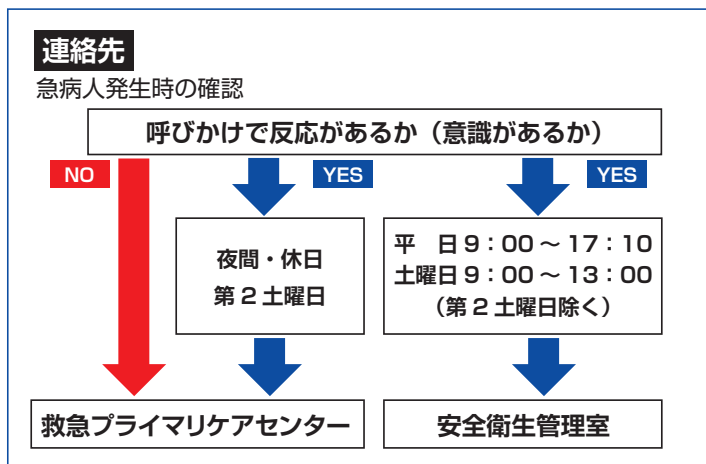 連絡先
急病人発生時の確認
呼びかけで反応があるか（意識があるか）
NO
YES
YES
夜間・休日
第2土曜日
平　日9：00～17：10
土曜日9：00～13：00
（第2土曜日除く）
救急プライマリケアセンター
安全衛生管理室